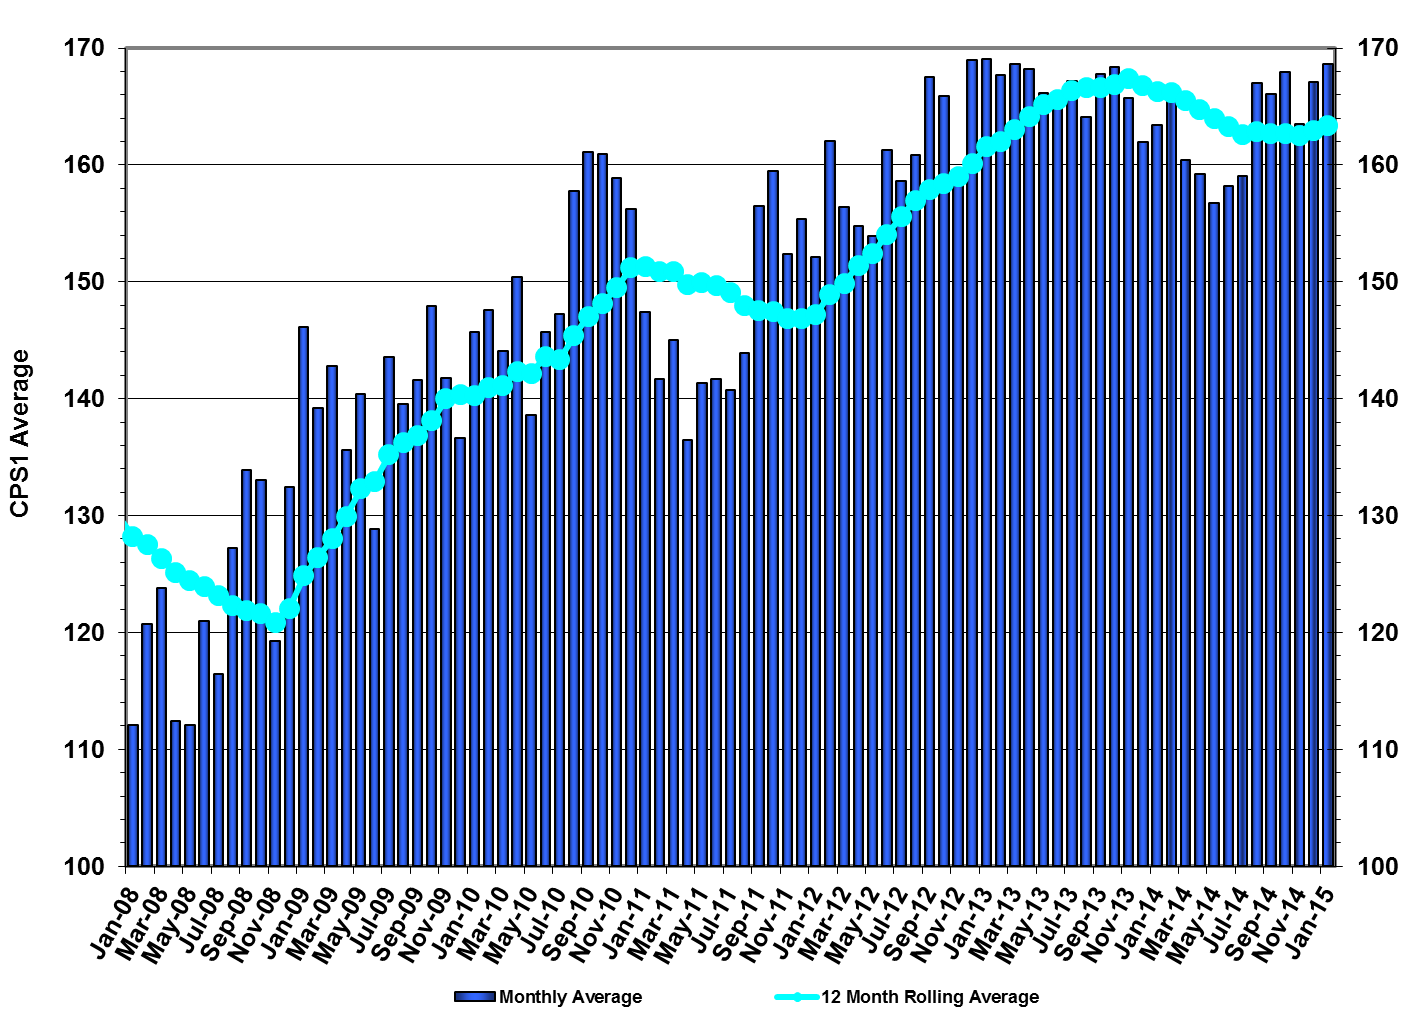 170
160
150
140
130
120
110
100
170
160
150
140
130
120
110
100
CPS1 Average
Jan-08
Mar-08
May-08
Jul-08
Sep-08
Nov-08
Jan-09
Mar-09
May-09
Jul-09
Sep-09
Nov-09
Jan-10
Mar-10
May-10
Jul-10
Sep-10
Nov-10
Jan-11
Mar-11
May-11
Jul-11
Sep-11
Nov-11
Jan-12
Mar-12
May-12
Jul-12
Sep-12
Nov-12
Jan-13
Mar-13
May-13
Jul-13
Sep-13
Nov-13
Jan-14
Mar-14
May-14
Jul-14
Sep-14
Nov-14
Jan-15
Monthly Average
12 Month Rolling Average